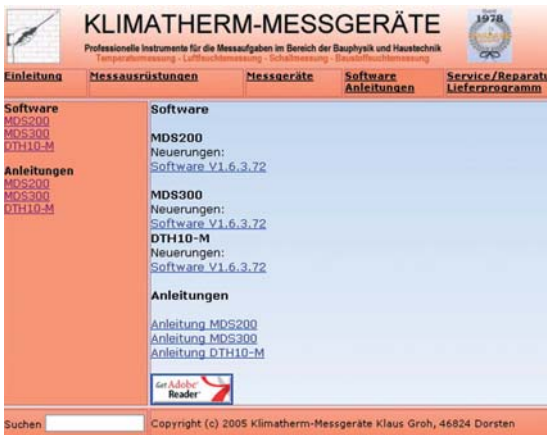 KLIMATHERM-MESSGERÄTE
Professionelle Instrumente für die Messaufgaben im Bereich der Bauphysik und Haustechnik
Temperaturmessung - Luftfeuchtemessung - Schallmessung - Baustoffeuchtemessung
1978
Einleitung
Messausrüstungen
Messgeräte
Software
Anleitungen
Service/Reparatu
Lieferprogramm
Software
MDS200
MDS300
DTH10-M
Anleitungen
MDS200
MDS300
DTH10-M
Software
MDS200
Neuerungen:
Software V1.6.3.72
MDS300
Neuerungen:
Software V1.6.3.72
DTH10-M
Neuerungen:
Software V1.6.3.72
Anleitungen
Anleitung MDS200
Anleitung MDS300
Anleitung DTH10-M
Get Adobe®
Reader®
Suchen
Copyright (c) 2005 Klimatherm-Messgeräte Klaus Groh, 46824 Dorsten